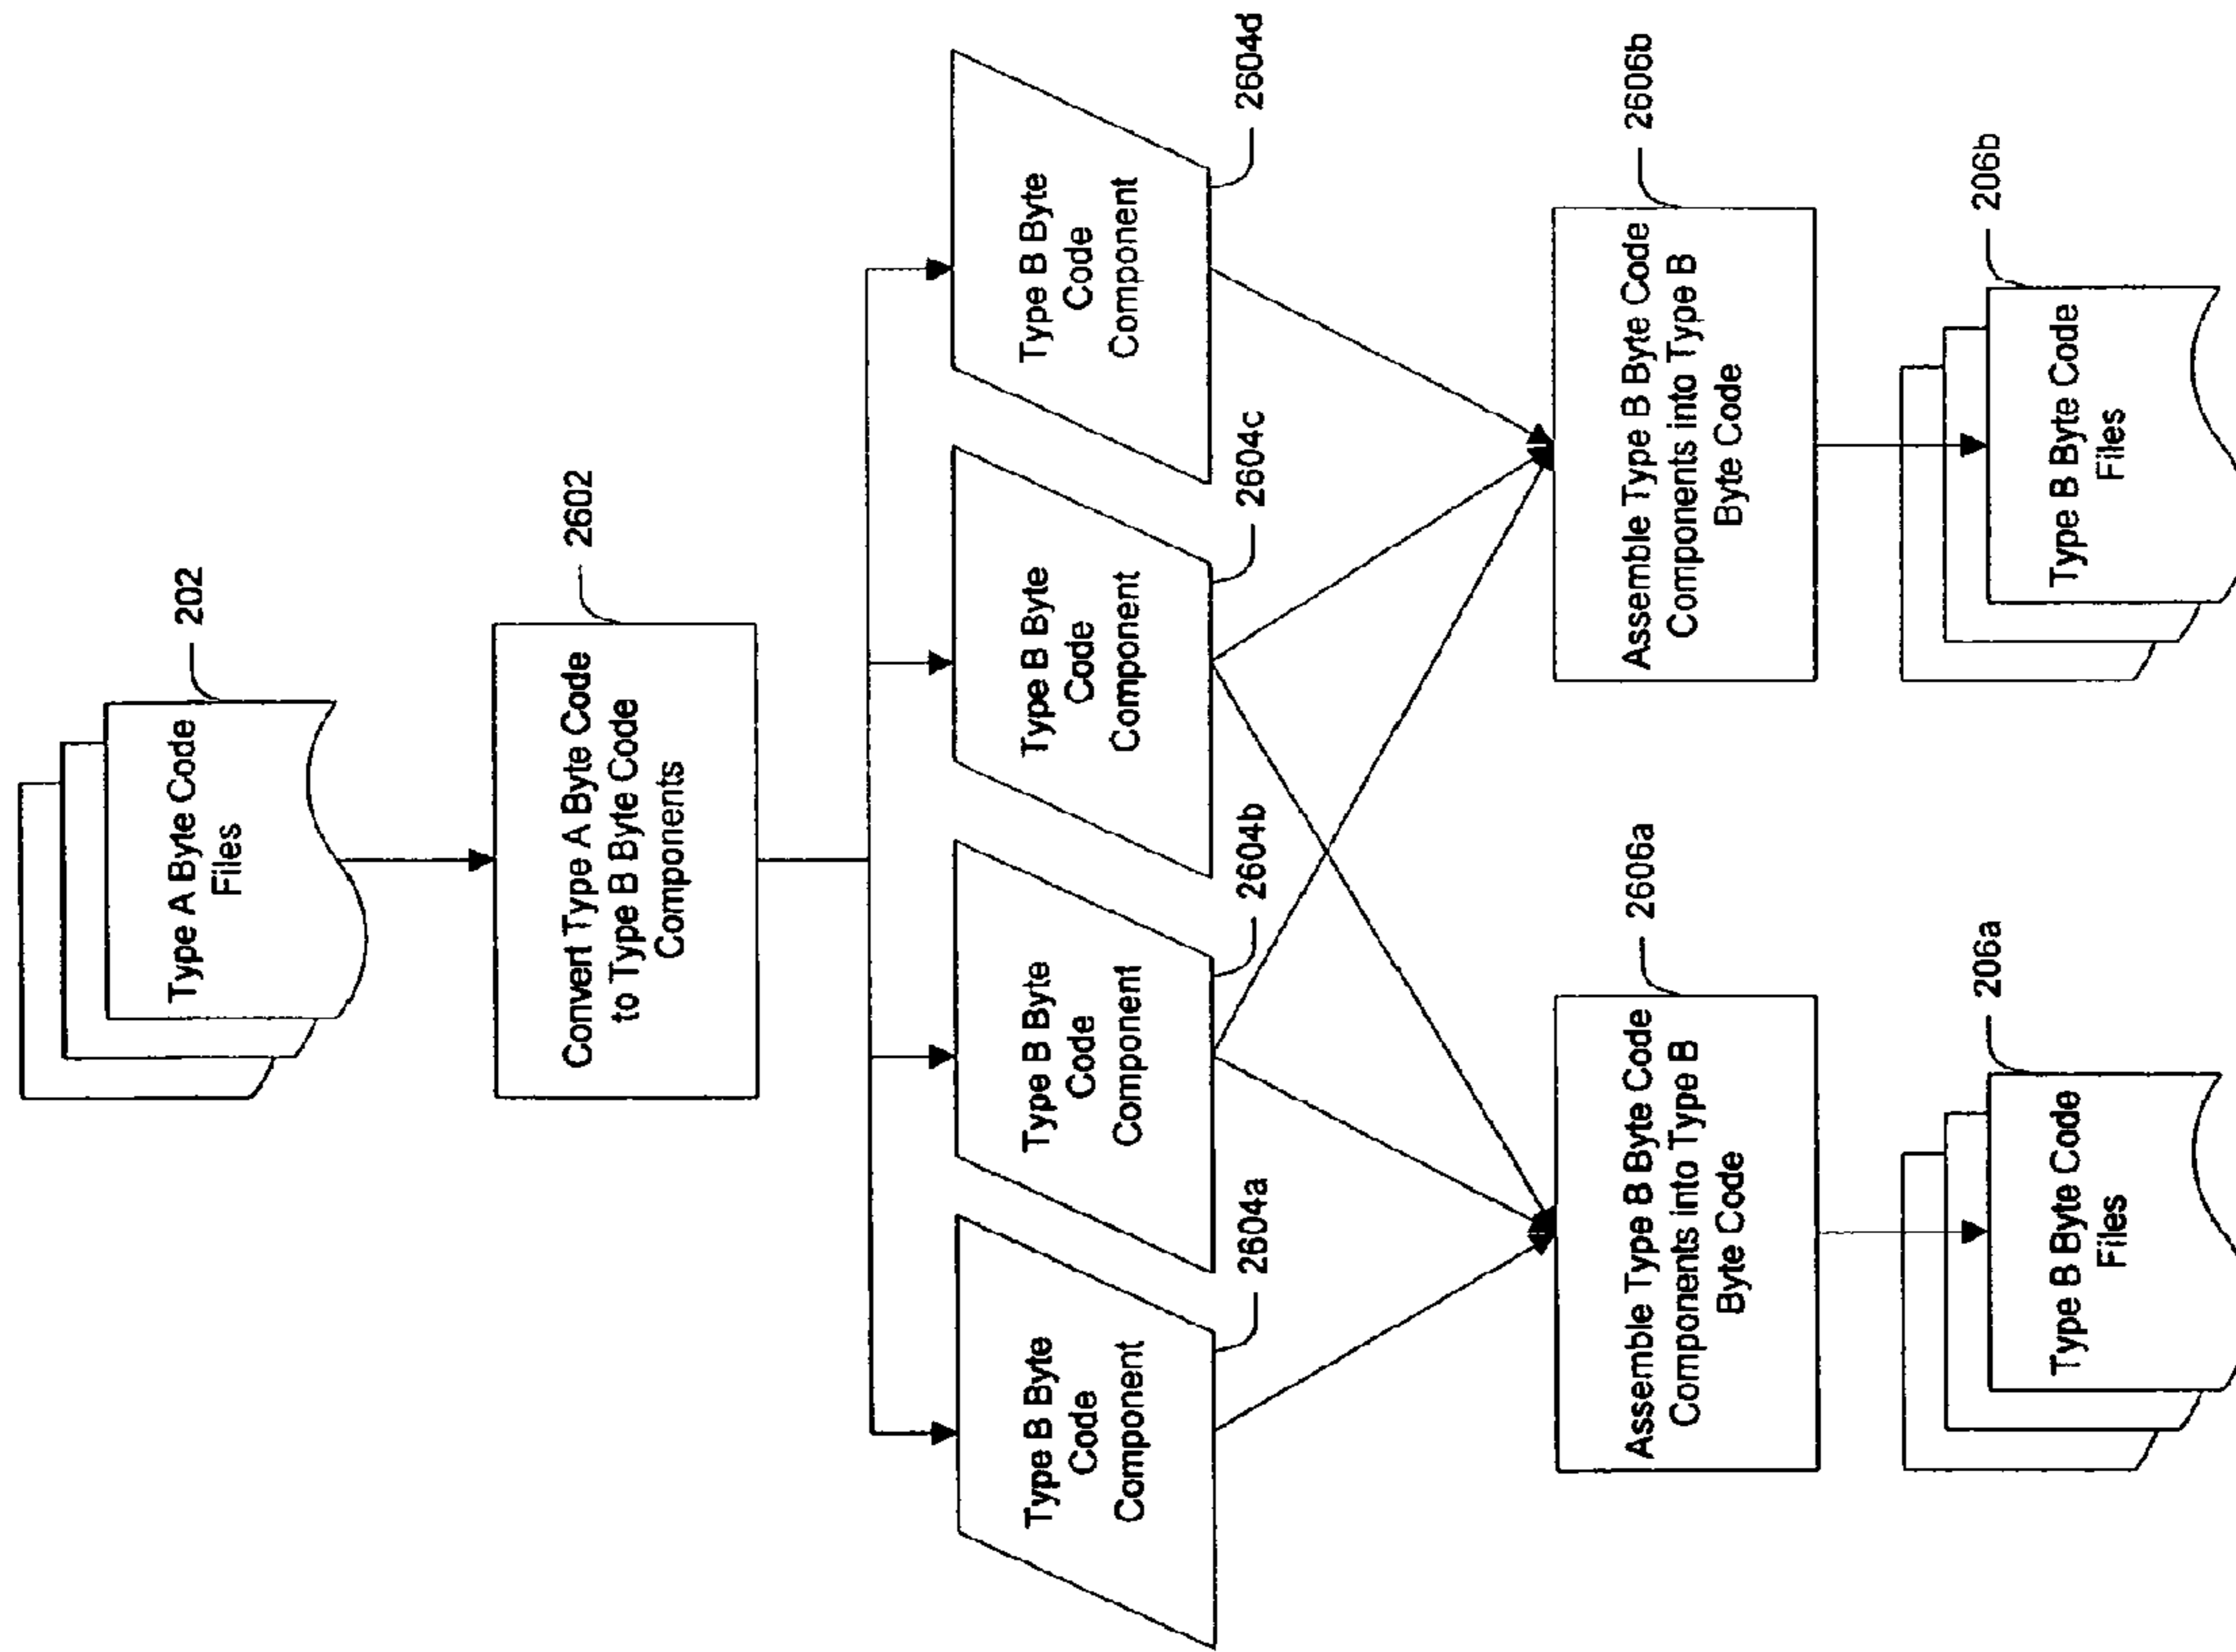 Type A Byte Code
Files
202
Convert Type A Byte Code
to Type B Byte Code
Components
2602
Type B Byte
Code
Component
2604a
Type B Byte
Code
Component
2604b
Type B Byte
Code
Component
2604c
Type B Byte
Code
Component
2604d
Assemble Type B Byte Code
Components into Type B
Byte Code
2606a
Assemble Type B Byte Code
Components into Type B
Byte Code
2606b
Type B Byte Code
Files
206a
Type B Byte Code
Files
206b